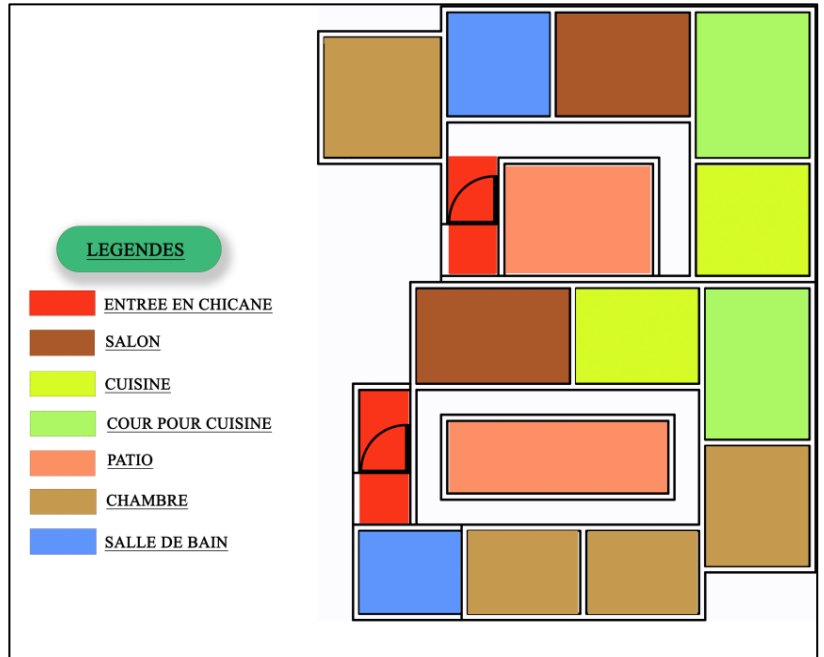 LEGENDES
ENTREE EN CHICANE
SALON
CUISINE
COUR POUR CUISINE
PATIO
CHAMBRE
SALLE DE BAIN